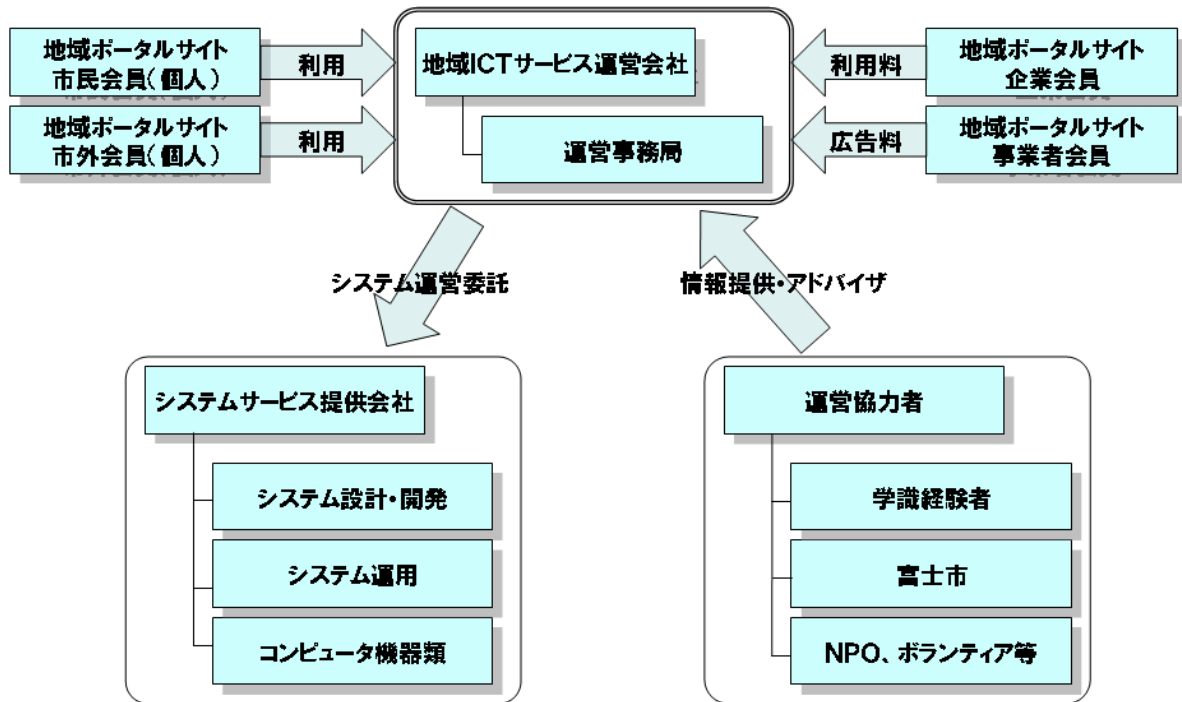 地域ポータルサイト
市民会員(個人)
利用
地域ICTサービス運営会社
利用料
地域ポータルサイト
企業会員
地域ポータルサイト
市外会員(個人)
利用
運営事務局
広告料
地域ポータルサイト
事業者会員
システム運営委託
情報提供・アドバイザ
システムサービス提供会社
システム設計・開発
システム運用
コンピュータ機器類
運営協力者
学識経験者
富士市
NPO、ボランティア等